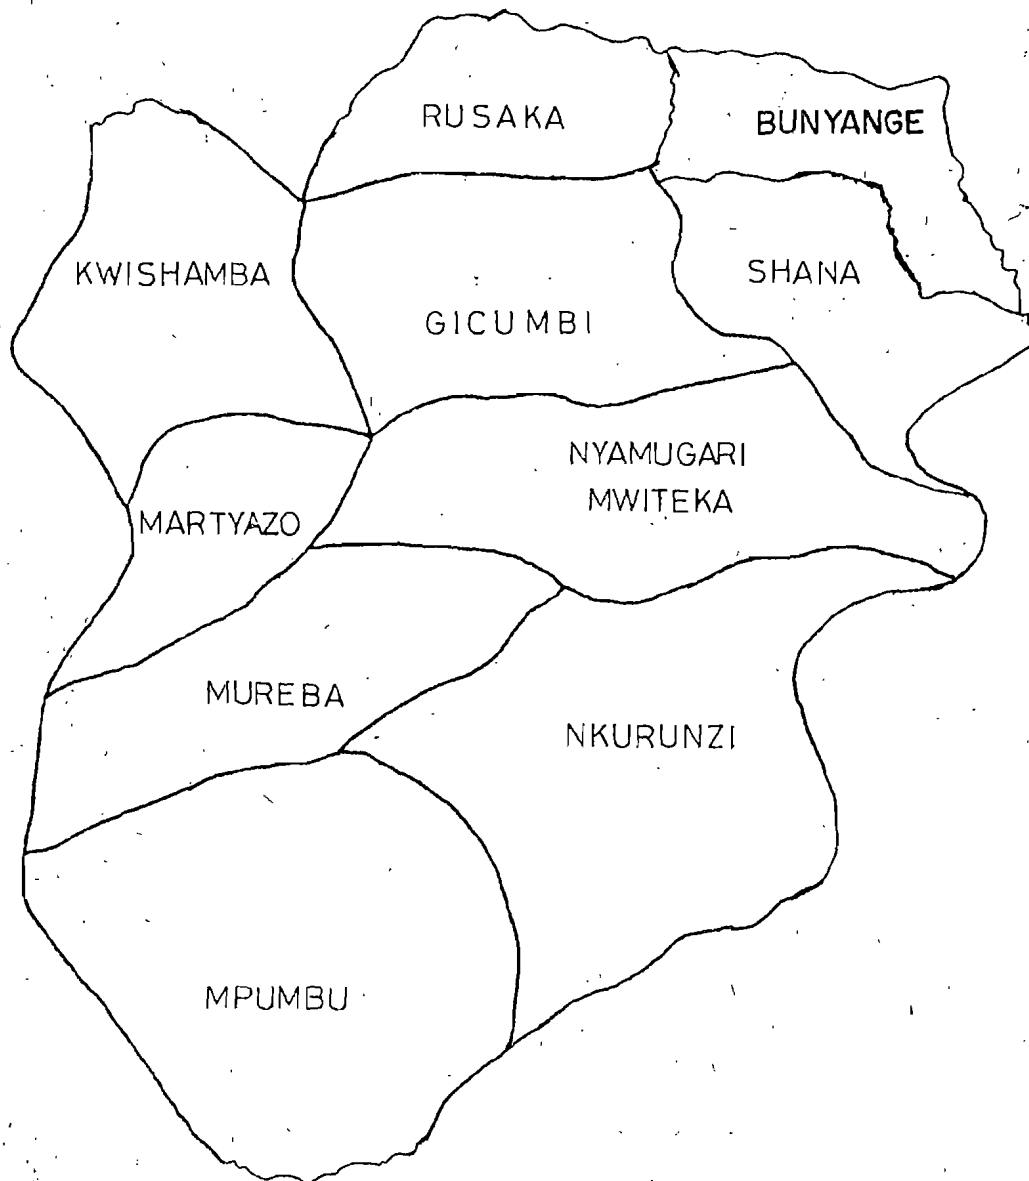 RUSAKA
BUNYANGE
KWISHAMBA
SHANA
GICUMBI
NYAMUGARI
MWITEKA
MARTYAZO
MUREBA
NKURUNZI
MPUMBU